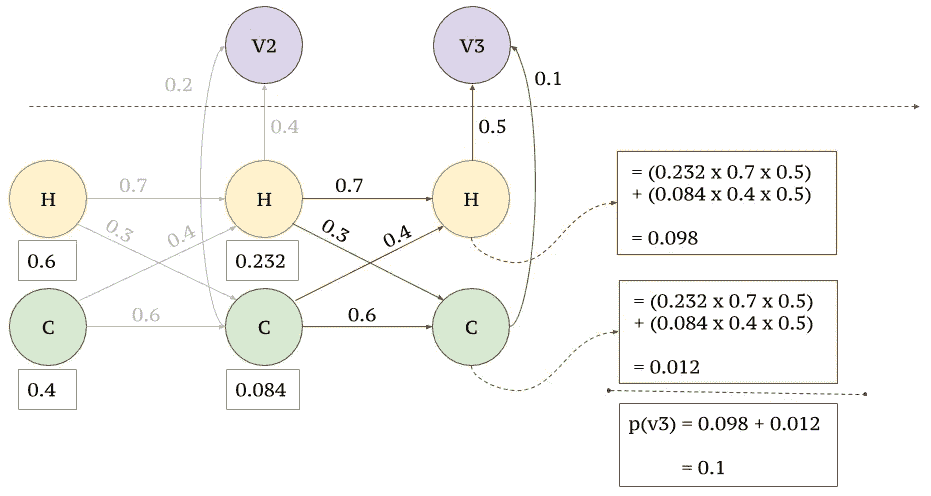 V2
V3
0.2
0.1
0.4
0.5
H
0.7
H
0.7
H
0.3
0.4
0.3
0.4
0.6
0.232
C
0.6
C
0.6
C
0.4
0.084
= (0.232 x 0.7 x 0.5)
+ (0.084 x 0.4 x 0.5)
= 0.098
= (0.232 x 0.7 x 0.5)
+ (0.084 x 0.4 x 0.5)
= 0.012
p(v3) = 0.098 + 0.012
= 0.1